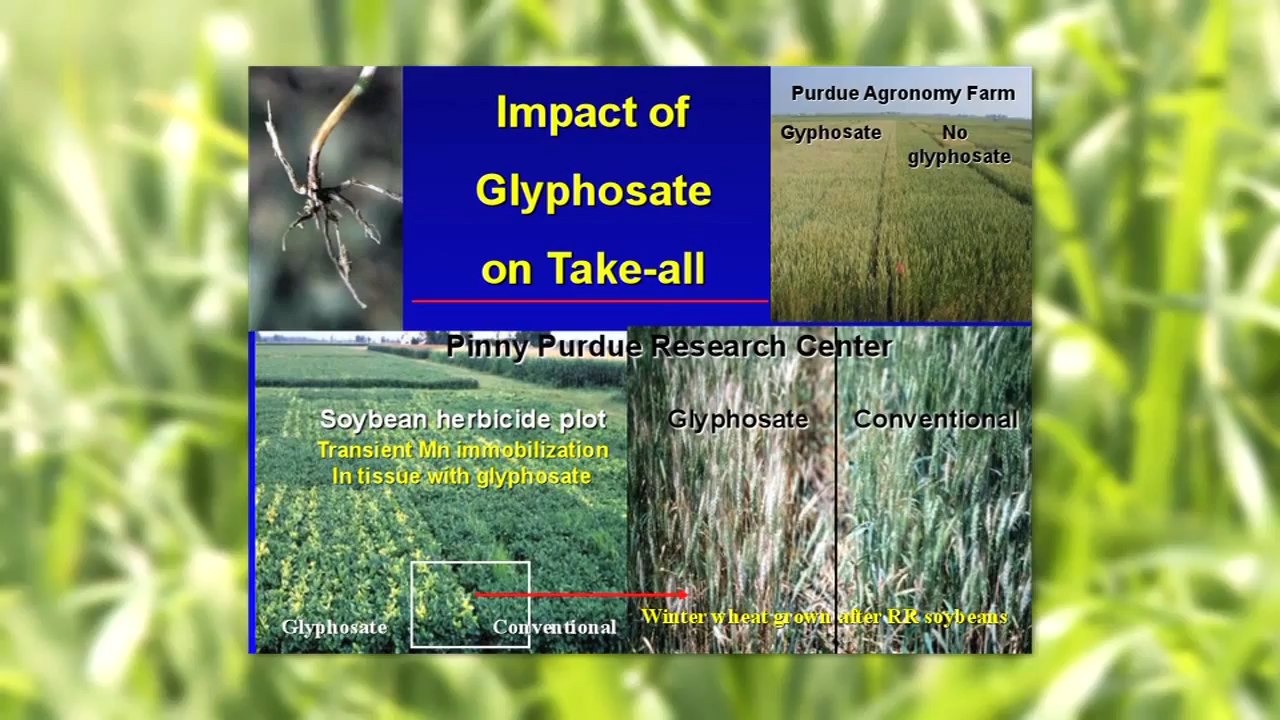 Impact of
Glyphosate
on Take-all
Purdue Agronomy Farm
Gyphosate
No
glyphosate
Pinny Purdue Research Center
Soybean herbicide plot
Transient Mn immobilization
In tissue with glyphosate
Glyphosate
Conventional
Glyphosate
Conventional
Winter wheat grown after RR soybeans